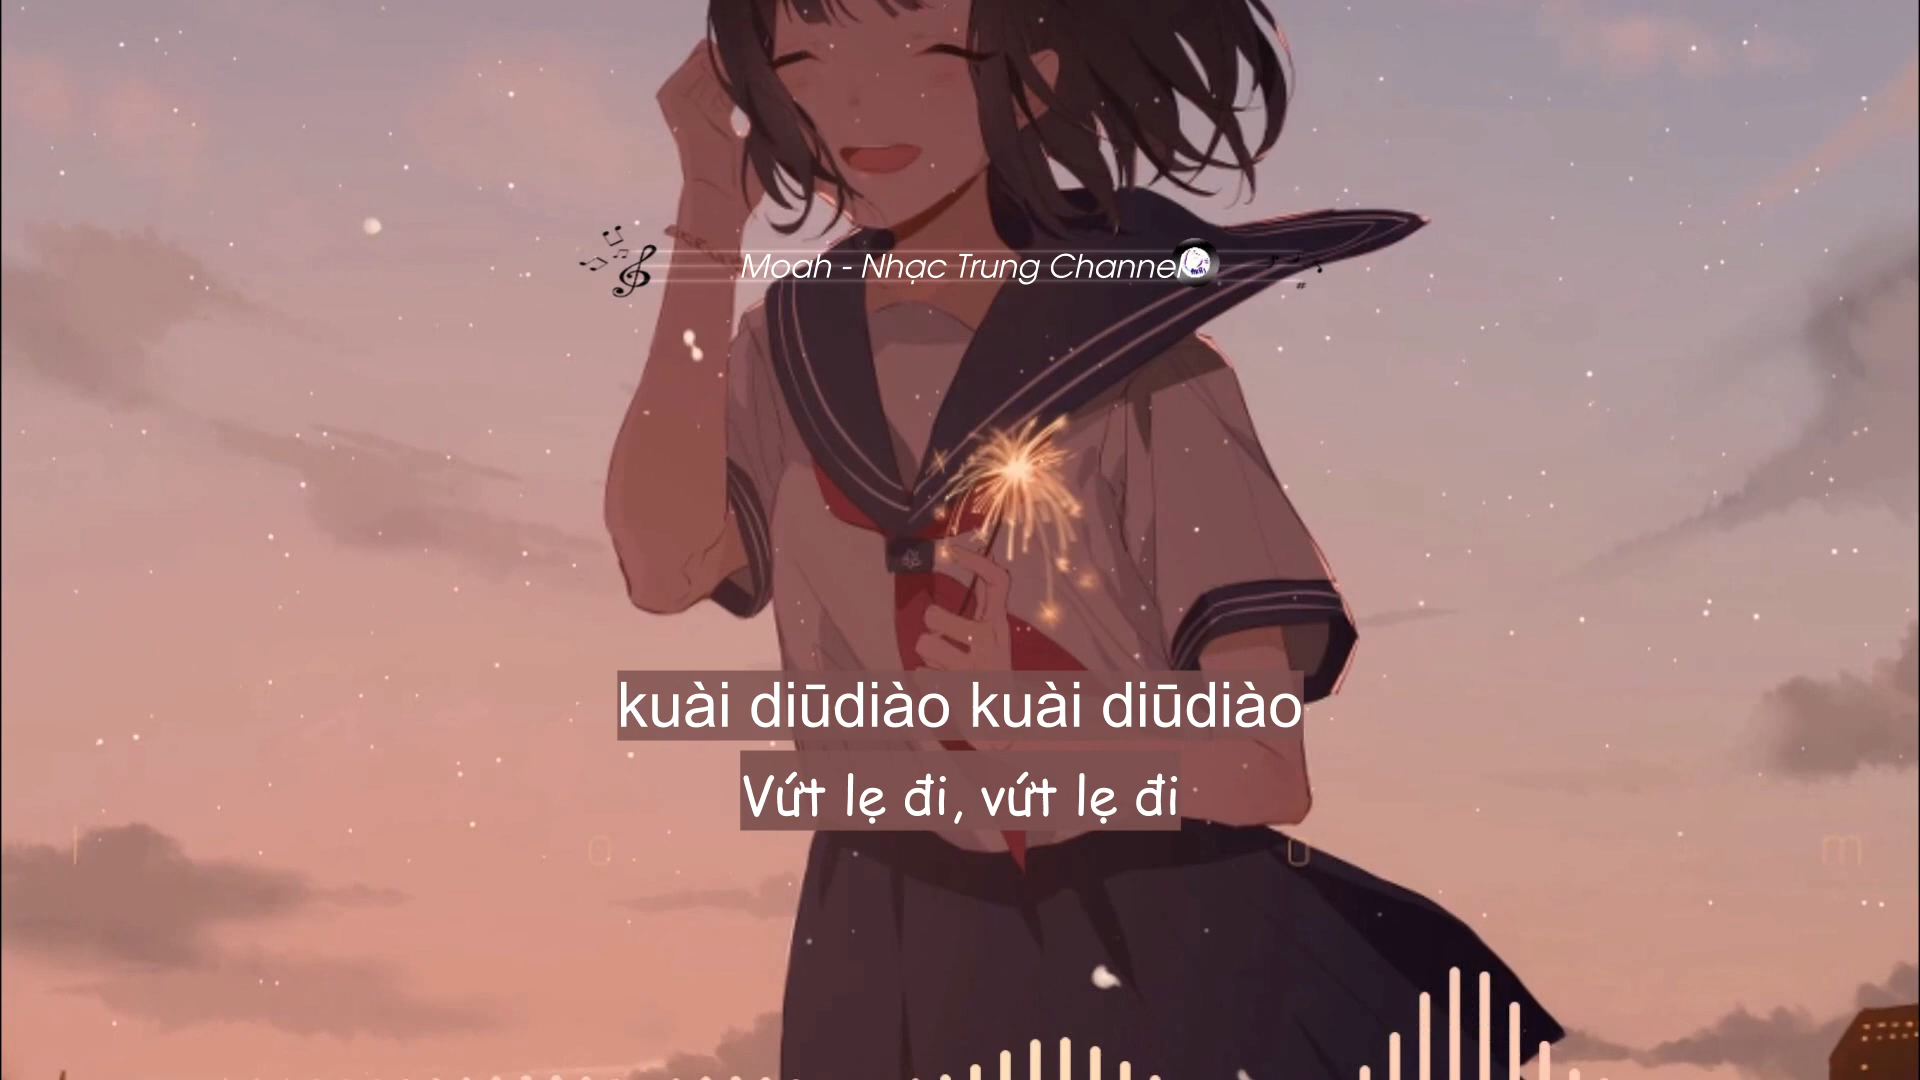 Moah - Nhạc Trung Channel
kuài diūdiào kuài diūdiào
Vứt lẹ đi, vứt lẹ đi